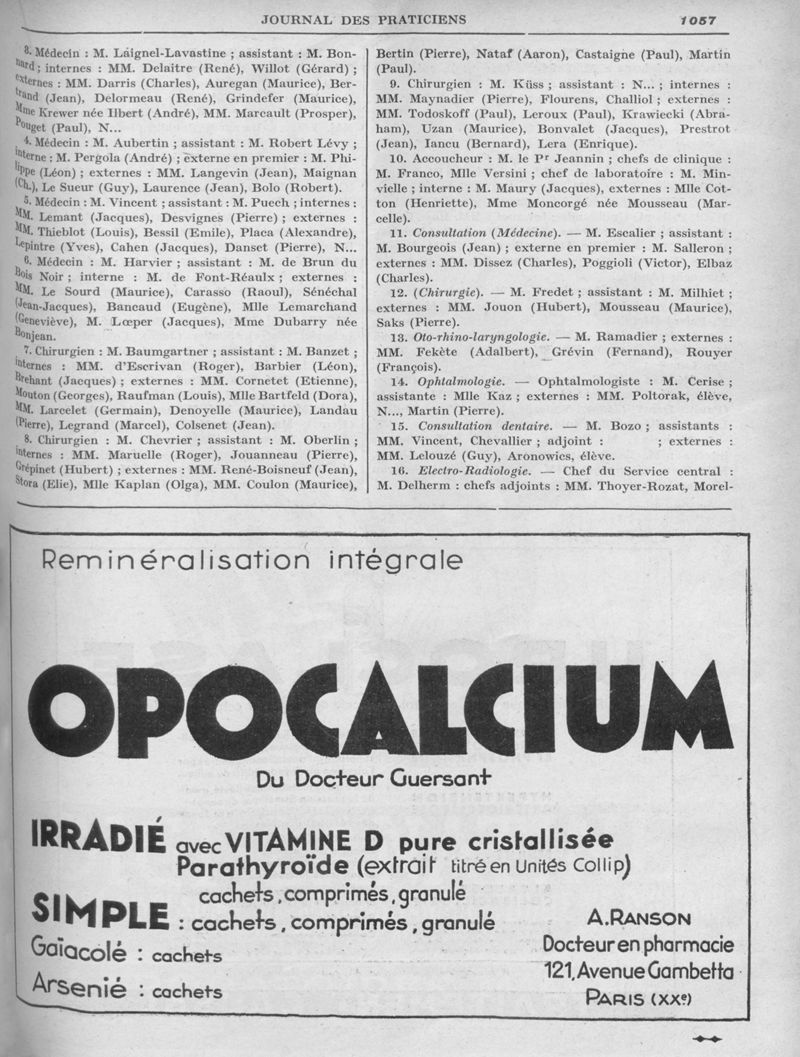 JOURNAL DES PRATICIENS 1057
3. Médecin : M. Laignel-Lavastine ; assistant : M. Bon-
nard ; internes : MM. Delaitre (René), Willot (Gérard) ;
externes : MM. Darris (Charles), Auregan (Maurice), Ber-
trand (Jean), Delormeau (René), Grindefer (Maurice),
Mme Krewer née Ilbert (André), MM. Marcault (Prosper),
Pouget (Paul), N...
4. Médecin : M. Aubertin ; assistant : M. Robert Lévy ;
interne : M. Pergola (André) ; externe en premier : M. Phi-
lippe (Léon) ; externes : MM. Langevin (Jean), Maignan
(Ch.), Le Sueur (Guy), Laurence (Jean), Bolo (Robert).
5. Médecin : M. Vincent ; assistant : M. Puech ; internes :
MM. Lemant (Jacques), Desvignes (Pierre) ; externes :
MM. Thieblot (Louis), Bessil (Emile), Placa (Alexandre),
Lepintre (Yves), Cahen (Jacques), Danset (Pierre), N...
6. Médecin : M. Harvier ; assistant : M. de Brun du
Bois Noir ; interne : M. de Font-Réaulx ; externes :
MM. Le Sourd (Maurice), Carasso (Raoul), Sénéchal
(Jean-Jacques), Bancaud (Eugène), Mlle Lemarchand
(Geneviève), M. Lœper (Jacques), Mme Dubarry née
Bonjean.
7. Chirurgien : M. Baumgartner ; assistant : M. Banzet ;
internes : MM. d'Escrivan (Roger), Barbier (Léon),
Brehant (Jacques) ; externes : MM. Cornetet (Etienne),
Mouton (Georges), Raufman (Louis), Mlle Bartfeld (Dora),
MM. Larcelet (Germain), Denoyelle (Maurice), Landau
(Pierre), Legrand (Marcel), Colsenet (Jean).
8. Chirurgien : M. Chevrier ; assistant : M. Oberlin ;
internes : MM. Maruelle (Roger), Jouanneau (Pierre),
Grépinet (Hubert) ; externes : MM. René-Boisneuf (Jean),
Stora (Elie), Mlle Kaplan (Olga), MM. Coulon (Maurice),
Bertin (Pierre), Nataf (Aaron), Castaigne (Paul), Martin
(Paul).
9. Chirurgien : M. Küss ; assistant : N... ; internes :
MM. Maynadier (Pierre), Flourens, Challiol ; externes :
MM. Todoskoff (Paul), Leroux (Paul), Krawiecki (Abra-
ham), Uzan (Maurice), Bonvalet (Jacques), Prestrot
(Jean), Iancu (Bernard), Lera (Enrique).
10. Accoucheur : M. le Pr Jeannin ; chefs de clinique :
M. Franco, Mlle Versini ; chef de laboratoire : M. Min-
vielle ; interne : M. Maury (Jacques), externes : Mlle Cot-
ton (Henriette), Mme Moncorgé née Mousseau (Mar-
celle).
11. Consultation (Médecine). — M. Escalier ; assistant :
M. Bourgeois (Jean) ; externe en premier : M. Salleron ;
externes : MM. Dissez (Charles), Poggioli (Victor), Elbaz
(Charles).
12. (Chirurgie). — M. Fredet ; assistant : M. Milhiet ;
externes : MM. Jouon (Hubert), Mousseau (Maurice),
Saks (Pierre).
13. Oto-rhino-laryngologie. — M. Ramadier ; externes :
MM. Fekète (Adalbert), Grévin (Fernand), Rouyer
(François).
14. Ophtalmologie. — Ophtalmologiste : M. Cerise ;
assistante : Mlle Kaz ; externes : MM. Poltorak, élève,
N..., Martin (Pierre).
15. Consultation dentaire. — M. Bozo ; assistants :
MM. Vincent, Chevallier ; adjoint : ; externes :
MM. Lelouzé (Guy), Aronowics, élève.
16. Electro-Radiologie. — Chef du Service central :
M. Delherm : chefs adjoints : MM. Thoyer-Rozat, Morel-
Reminéralisation intégrale
OPOCALCIUM
Du Docteur Guersant
IRRADIÉ avec VITAMINE D pure cristallisée
Parathyroïde (extrait titré en Unités Collip)
cachets, comprimés, granulé
SIMPLE : cachets, comprimés, granulé
Gaïacolé : cachets
Arsenié : cachets
A. RANSON
Docteur en pharmacie
121, Avenue Gambetta
PARIS (XXe)